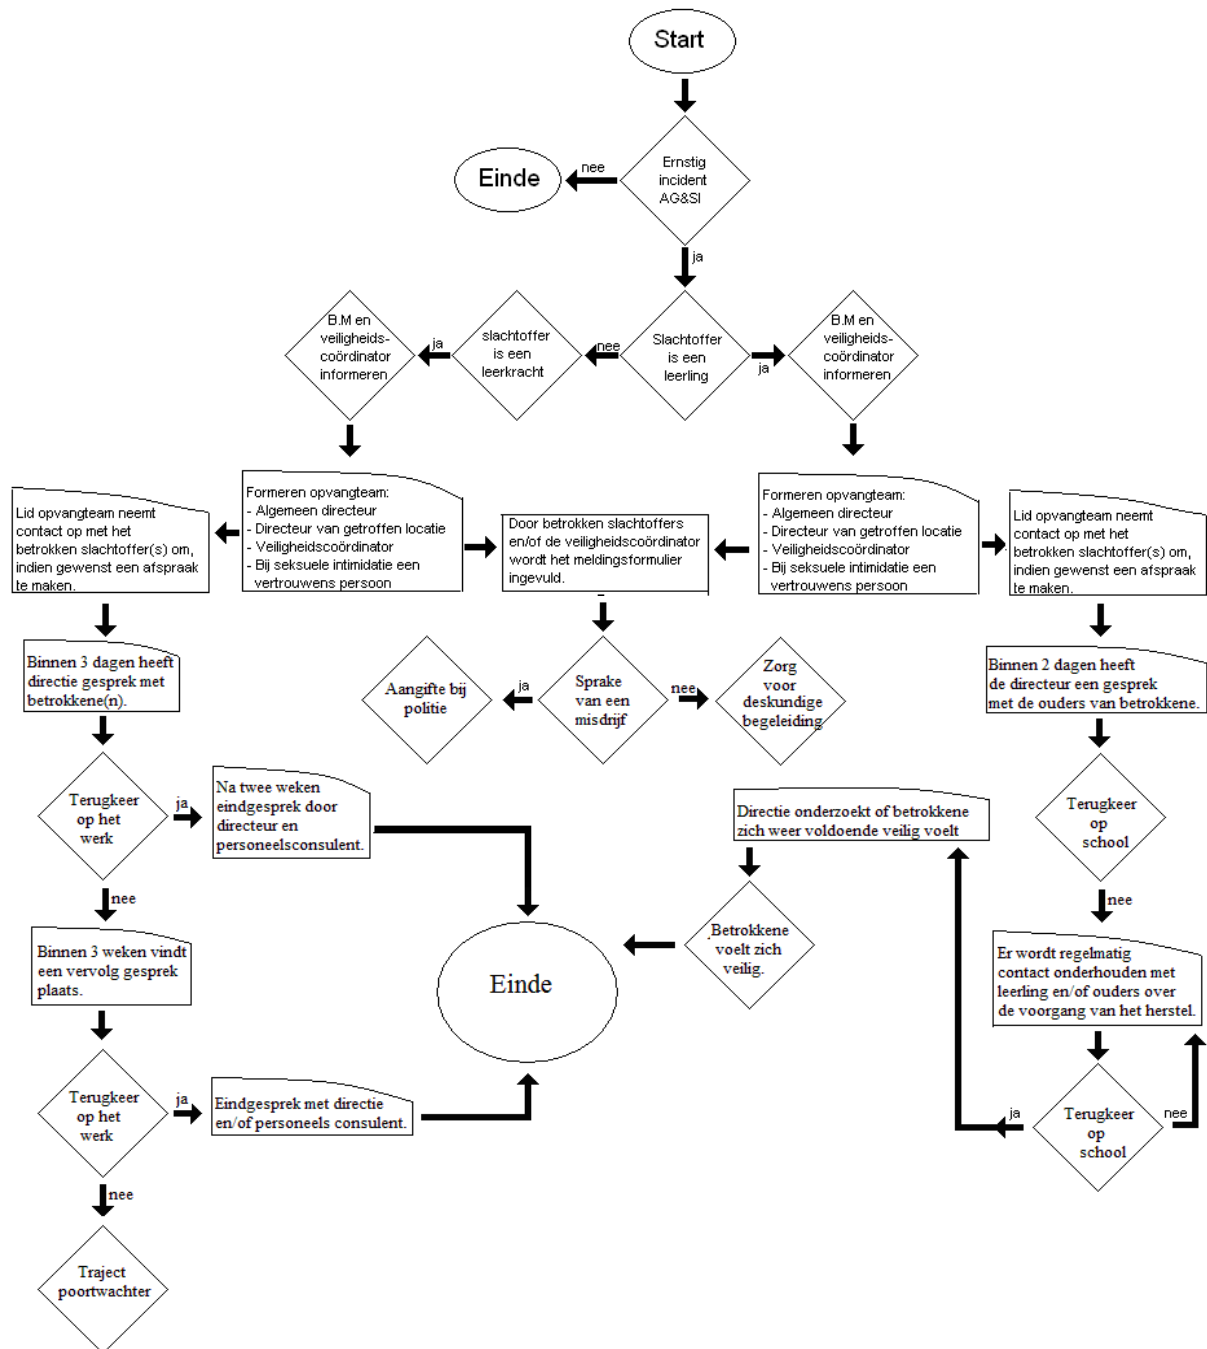 Start
nee
Einde
Ernstig
incident
AG&SI
ja
B.M en
veiligheids-
coördinator
informeren
ja
slachtoffer
is een
leerkracht
nee
Slachtoffer
is een
leerling
ja
B.M en
veiligheids-
coördinator
informeren
Lid opvangteam neemt
contact op met het
betrokken slachtoffer(s) om,
indien gewenst een afspraak
te maken.
Formeren opvangteam:
- Algemeen directeur
- Directeur van getroffen locatie
- Veiligheidscoördinator
- Bij seksuele intimidatie een
vertrouwens persoon
Door betrokken slachtoffers
en/of de veiligheidscoördinator
wordt het meldingsformulier
ingevuld.
Formeren opvangteam:
- Algemeen directeur
- Directeur van getroffen locatie
- Veiligheidscoördinator
- Bij seksuele intimidatie een
vertrouwens persoon
Lid opvangteam neemt
contact op met het
betrokken slachtoffer(s) om,
indien gewenst een afspraak
te maken.
Binnen 3 dagen heeft
directie gesprek met
betrokkene(n).
Aangifte bij
politie
ja
Sprake
van een
misdrijf
nee
Zorg
voor
deskundige
begeleiding
Binnen 2 dagen heeft
de directeur een gesprek
met de ouders van betrokkene.
Terugkeer
op het
werk
ja
Na twee weken
eindgesprek door
directeur en
personeelsconsulent.
Directie onderzoekt of betrokkene
zich weer voldoende veilig voelt
Terugkeer
op
school
nee
nee
Binnen 3 weken vindt
een vervolg gesprek
plaats.
Einde
Betrokkene
voelt zich
veilig.
Er wordt regelmatig
contact onderhouden met
leerling en/of ouders over
de voorgang van het herstel.
Terugkeer
op het
werk
ja
Eindgesprek met directie
en/of personeels consulent.
ja
Terugkeer
op
school
nee
nee
Traject
poortwachter